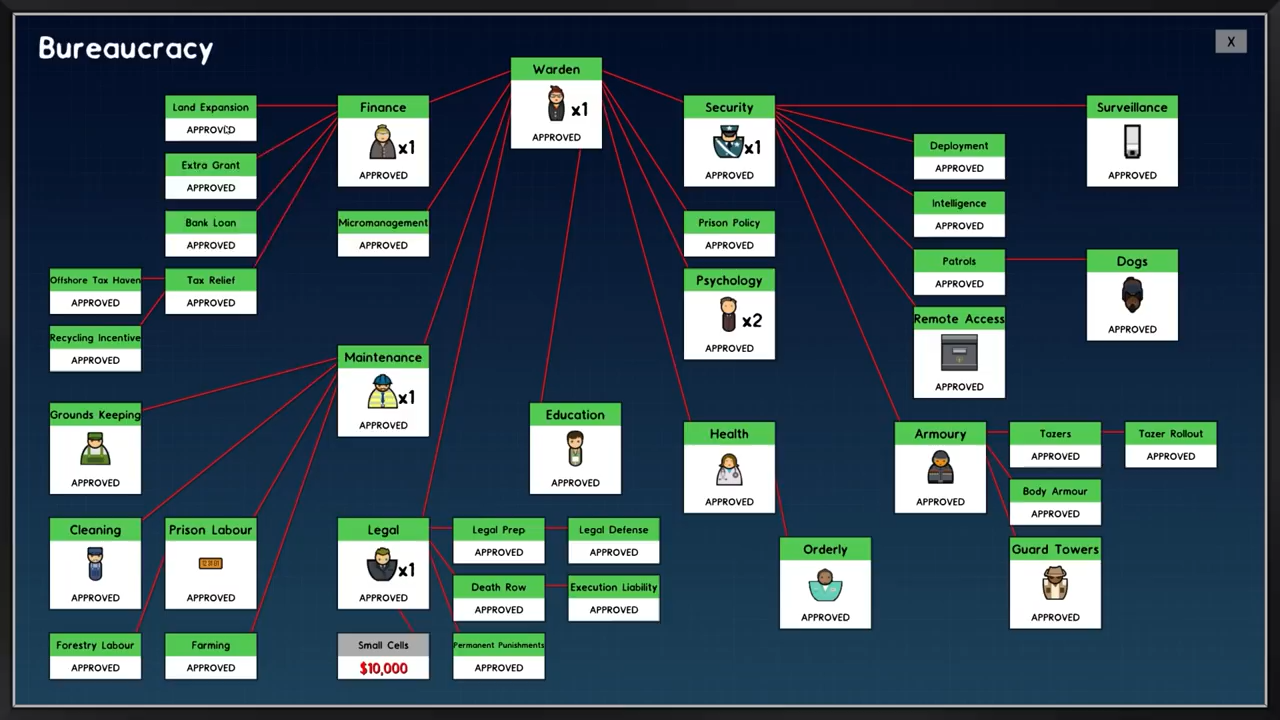 Bureaucracy
X
Warden
x1
APPROVED
Land Expansion
APPROVED
Finance
x1
APPROVED
Security
x1
APPROVED
Surveillance
APPROVED
Deployment
APPROVED
Extra Grant
APPROVED
Intelligence
APPROVED
Bank Loan
APPROVED
Micromanagement
APPROVED
Prison Policy
APPROVED
Patrols
APPROVED
Dogs
APPROVED
Offshore Tax Haven
APPROVED
Tax Relief
APPROVED
Psychology
x2
APPROVED
Remote Access
APPROVED
Recycling Incentive
APPROVED
Maintenance
x1
APPROVED
Grounds Keeping
APPROVED
Education
APPROVED
Health
APPROVED
Armoury
APPROVED
Tazers
APPROVED
Tazer Rollout
APPROVED
Body Armour
APPROVED
Cleaning
APPROVED
Prison Labour
APPROVED
Legal
x1
APPROVED
Legal Prep
APPROVED
Legal Defense
APPROVED
Orderly
APPROVED
Guard Towers
APPROVED
Death Row
APPROVED
Execution Liability
APPROVED
Forestry Labour
APPROVED
Farming
APPROVED
Small Cells
$10,000
Permanent Punishments
APPROVED